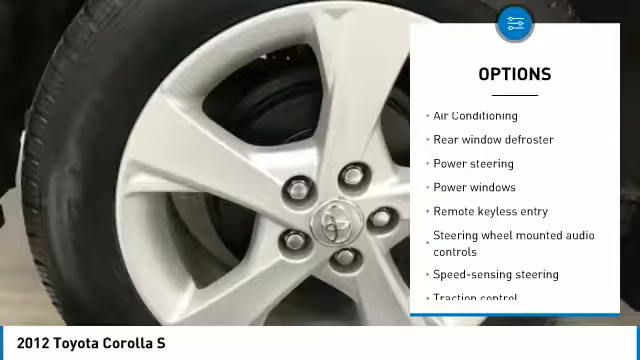 OPTIONS
Air Conditioning
Rear window defroster
Power steering
Power windows
Remote keyless entry
Steering wheel mounted audio
controls
Speed-sensing steering
Traction control
2012 Toyota Corolla S